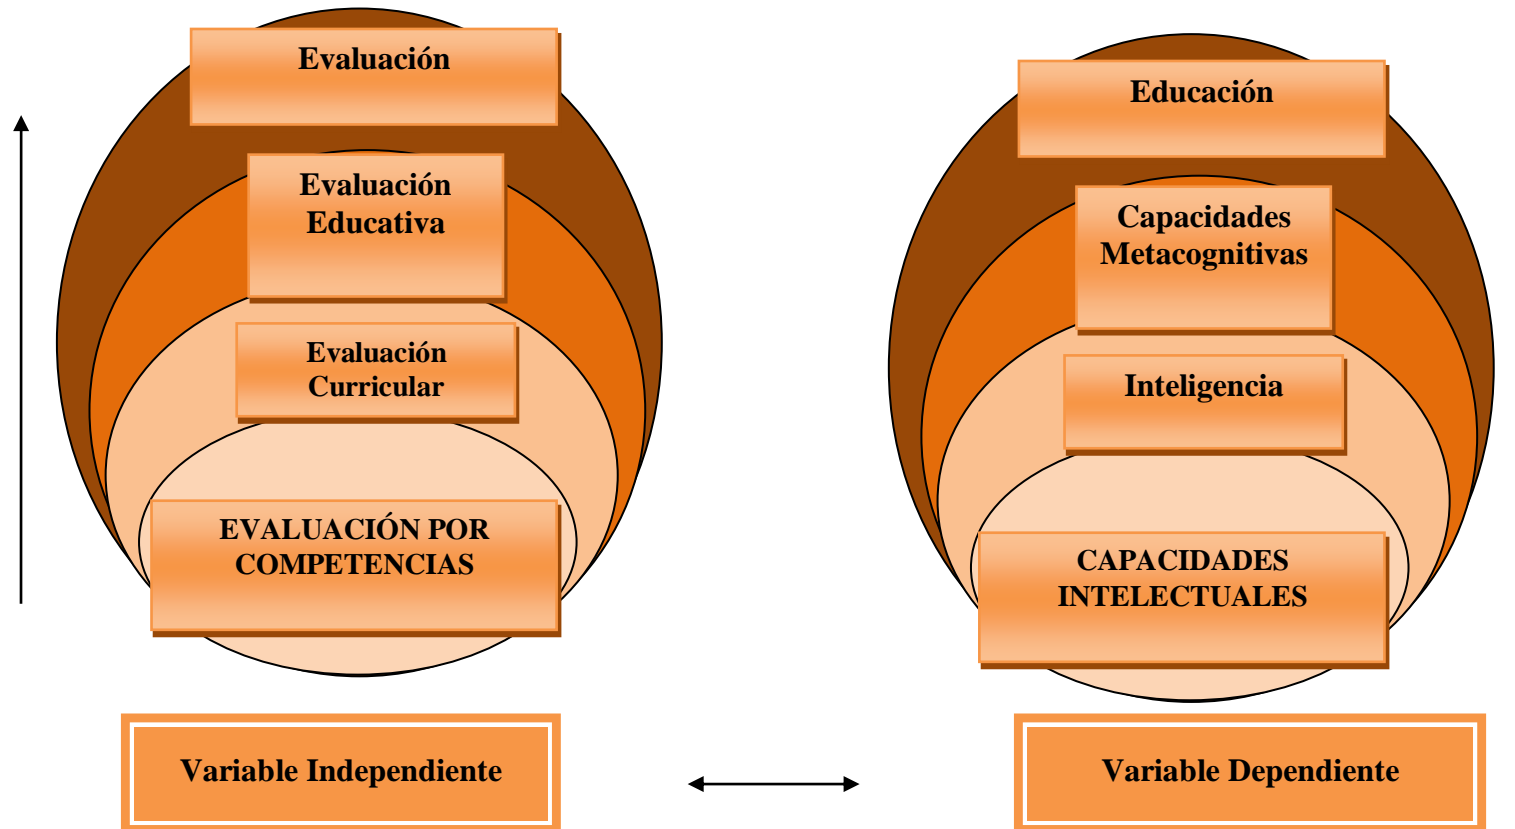 Evaluación
Evaluación
Educativa
Evaluación
Curricular
EVALUACIÓN POR
COMPETENCIAS
Variable Independiente
Educación
Capacidades
Metacognitivas
Inteligencia
CAPACIDADES
INTELECTUALES
Variable Dependiente